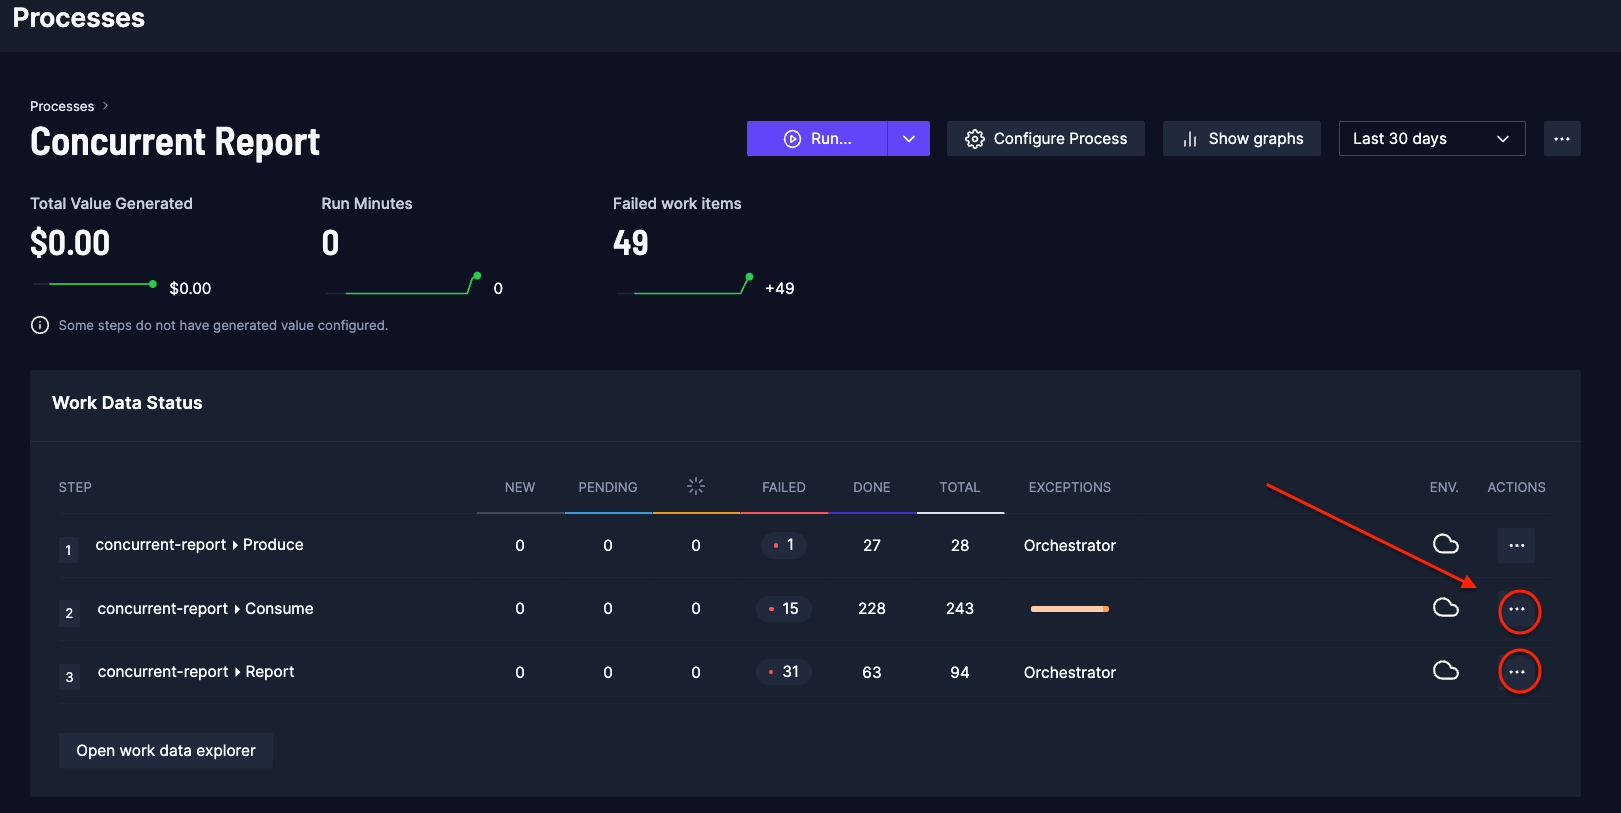 Processes
Processes
Concurrent Report
Run...
Configure Process
Show graphs
Last 30 days
Total Value Generated
Run Minutes
Failed work items
$0.00
0
49
$0.00
0
+49
Some steps do not have generated value configured.
Work Data Status
STEP NEW PENDING FAILED DONE TOTAL EXCEPTIONS ENV. ACTIONS
1 concurrent-report Produce 0 0 0 1 27 28 Orchestrator
2 concurrent-report Consume 0 0 0 15 228 243
3 concurrent-report Report 0 0 0 31 63 94 Orchestrator
Open work data explorer